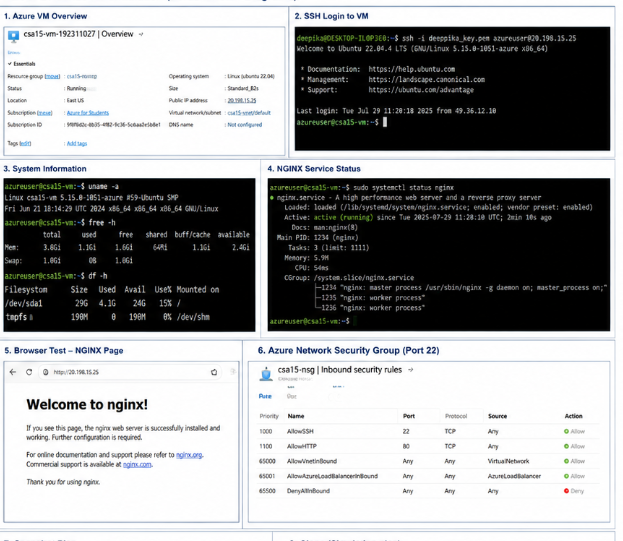 1. Azure VM Overview
csa15-vm-192311027 | Overview
Essentials
Resource group (move) :
Status : Running
Location : East US
Subscription (move) : Azure for Students
Subscription ID :
Tags (edit) : Add tags
Operating system : Linux (ubuntu 22.04)
Size : Standard_B2s
Public IP address : 20.198.15.25
Virtual network/subnet : csa15-vnet/default
DNS name : Not configured
2. SSH Login to VM
deepika@DESKTOP-IL0P3E0:~$ ssh -i deeppika_key.pem azureuser@20.198.15.25
Welcome to Ubuntu 22.04.4 LTS (GNU/Linux 5.15.0-1051-azure x86_64)
* Documentation: https://help.ubuntu.com
* Management: https://landscape.canonical.com
* Support: https://ubuntu.com/advantage
Last login: Tue Jul 29 11:20:18 2025 from 49.36.12.10
azureuser@csa15-vm:~$
3. System Information
azureuser@csa15-vm:~$ uname -a
Linux csa15-vm 5.15.0-1051-azure #59-Ubuntu SMP
Fri Jun 21 18:14:29 UTC 2024 x86_64 x86_64 x86_64 GNU/Linux
azureuser@csa15-vm:~$ free -h
total used free shared buff/cache available
Mem: 3.8Gi 1.1Gi 1.6Gi 64Mi 1.1Gi 2.4Gi
Swap: 1.0Gi 0B 1.0Gi
azureuser@csa15-vm:~$ df -h
Filesystem Size Used Avail Use% Mounted on
/dev/sda1 29G 4.1G 24G 15% /
tmpfs 190M 0 190M 0% /dev/shm
4. NGINX Service Status
azureuser@csa15-vm:~$ sudo systemctl status nginx
● nginx.service - A high performance web server and a reverse proxy server
Loaded: loaded (/lib/systemd/system/nginx.service; enabled; vendor preset: enabled)
Active: active (running) since Tue 2025-07-29 11:28:10 UTC; 2min 10s ago
Docs: man:nginx(8)
Main PID: 1234 (nginx)
Tasks: 3 (limit: 1111)
Memory: 5.9M
CPU: 54ms
CGroup: /system.slice/nginx.service
├─1234 "nginx: master process /usr/sbin/nginx -g daemon on; master_process on;"
├─1235 "nginx: worker process"
└─1236 "nginx: worker process"
azureuser@csa15-vm:~$
5. Browser Test – NGINX Page
http://20.198.15.25
Welcome to nginx!
If you see this page, the nginx web server is successfully installed and
working. Further configuration is required.
For online documentation and support please refer to nginx.org.
Commercial support is available at nginx.com.
Thank you for using nginx.
6. Azure Network Security Group (Port 22)
csa15-nsg | Inbound security rules
Priority Name Port Protocol Source Action
1000 AllowSSH 22 TCP Any Allow
1100 AllowHTTP 80 TCP Any Allow
65000 AllowVnetInBound Any Any VirtualNetwork Allow
65001 AllowAzureLoadBalancerInBound Any Any AzureLoadBalancer Allow
65500 DenyAllInBound Any Any Any Deny